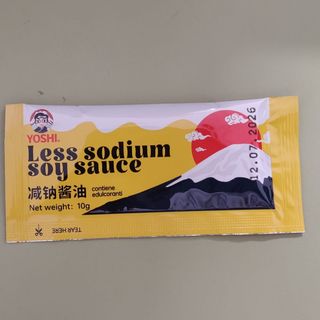 YOSHI.
Less sodium
soy sauce
减钠酱油
contiene
edulcoranti
Net weight: 10g
TEAR HERE
12.07.2026